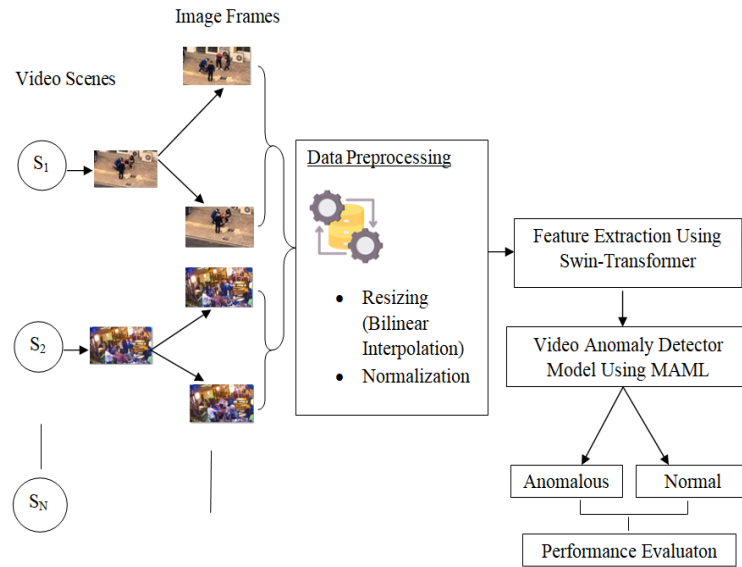 Image Frames
Video Scenes
S1
S2
SN
Data Preprocessing
• Resizing
(Bilinear
Interpolation)
• Normalization
Feature Extraction Using
Swin-Transformer
Video Anomaly Detector
Model Using MAML
Anomalous
Normal
Performance Evaluaton